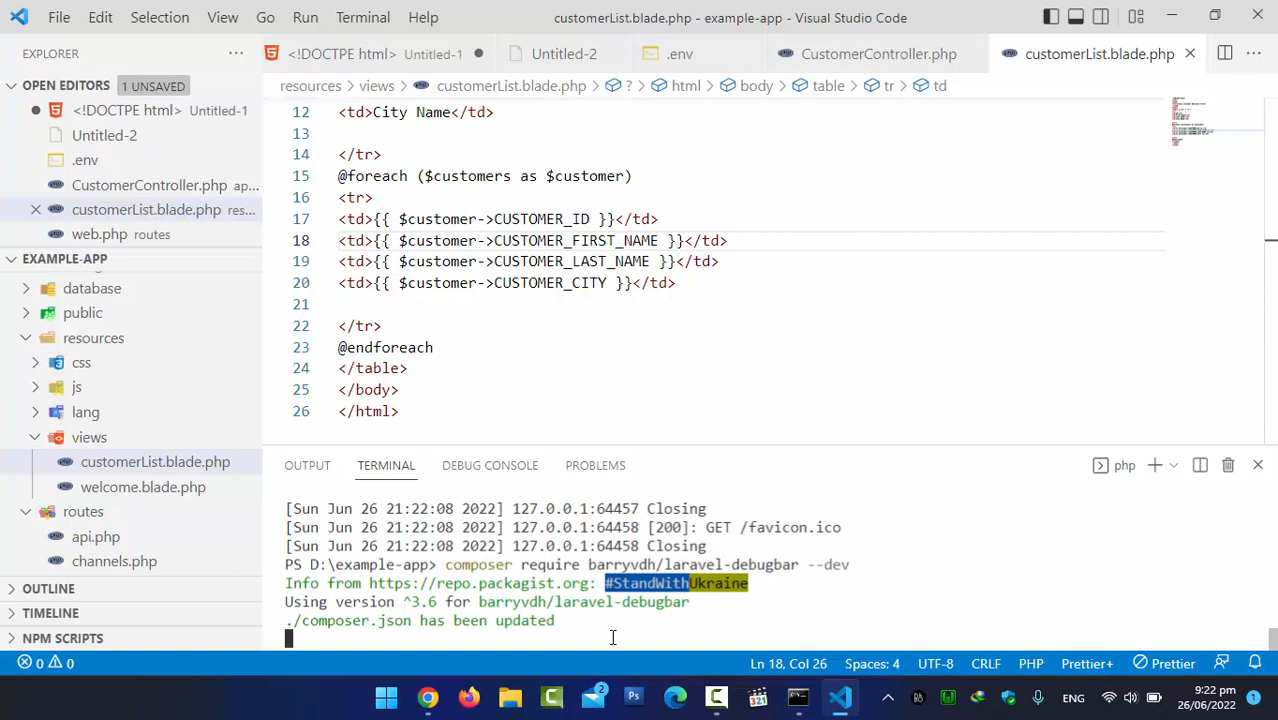 File Edit Selection View Go Run Terminal Help customerList.blade.php - example-app - Visual Studio Code
EXPLORER
<!DOCTPE html> Untitled-1 Untitled-2 .env CustomerController.php customerList.blade.php
OPEN EDITORS 1 UNSAVED
<!DOCTPE html> Untitled-1
Untitled-2
.env
CustomerController.php ap...
customerList.blade.php res...
web.php routes
EXAMPLE-APP
database
public
resources
css
js
lang
views
customerList.blade.php
welcome.blade.php
routes
api.php
channels.php
OUTLINE
TIMELINE
NPM SCRIPTS
resources > views > customerList.blade.php > ? > html > body > table > tr > td
12 <td>City Name</td>
13
14 </tr>
15 @foreach ($customers as $customer)
16 <tr>
17 <td>{{ $customer->CUSTOMER_ID }}</td>
18 <td>{{ $customer->CUSTOMER_FIRST_NAME }}</td>
19 <td>{{ $customer->CUSTOMER_LAST_NAME }}</td>
20 <td>{{ $customer->CUSTOMER_CITY }}</td>
21
22 </tr>
23 @endforeach
24 </table>
25 </body>
26 </html>
OUTPUT TERMINAL DEBUG CONSOLE PROBLEMS php
[Sun Jun 26 21:22:08 2022] 127.0.0.1:64457 Closing
[Sun Jun 26 21:22:08 2022] 127.0.0.1:64458 [200]: GET /favicon.ico
[Sun Jun 26 21:22:08 2022] 127.0.0.1:64458 Closing
PS D:\example-app> composer require barryvdh/laravel-debugbar --dev
Info from https://repo.packagist.org: #StandWithUkraine
Using version ^3.6 for barryvdh/laravel-debugbar
./composer.json has been updated
0 0 Ln 18, Col 26 Spaces: 4 UTF-8 CRLF PHP Prettier+ Prettier
2 Ps 321 ENG 9:22 pm 1
26/06/2022